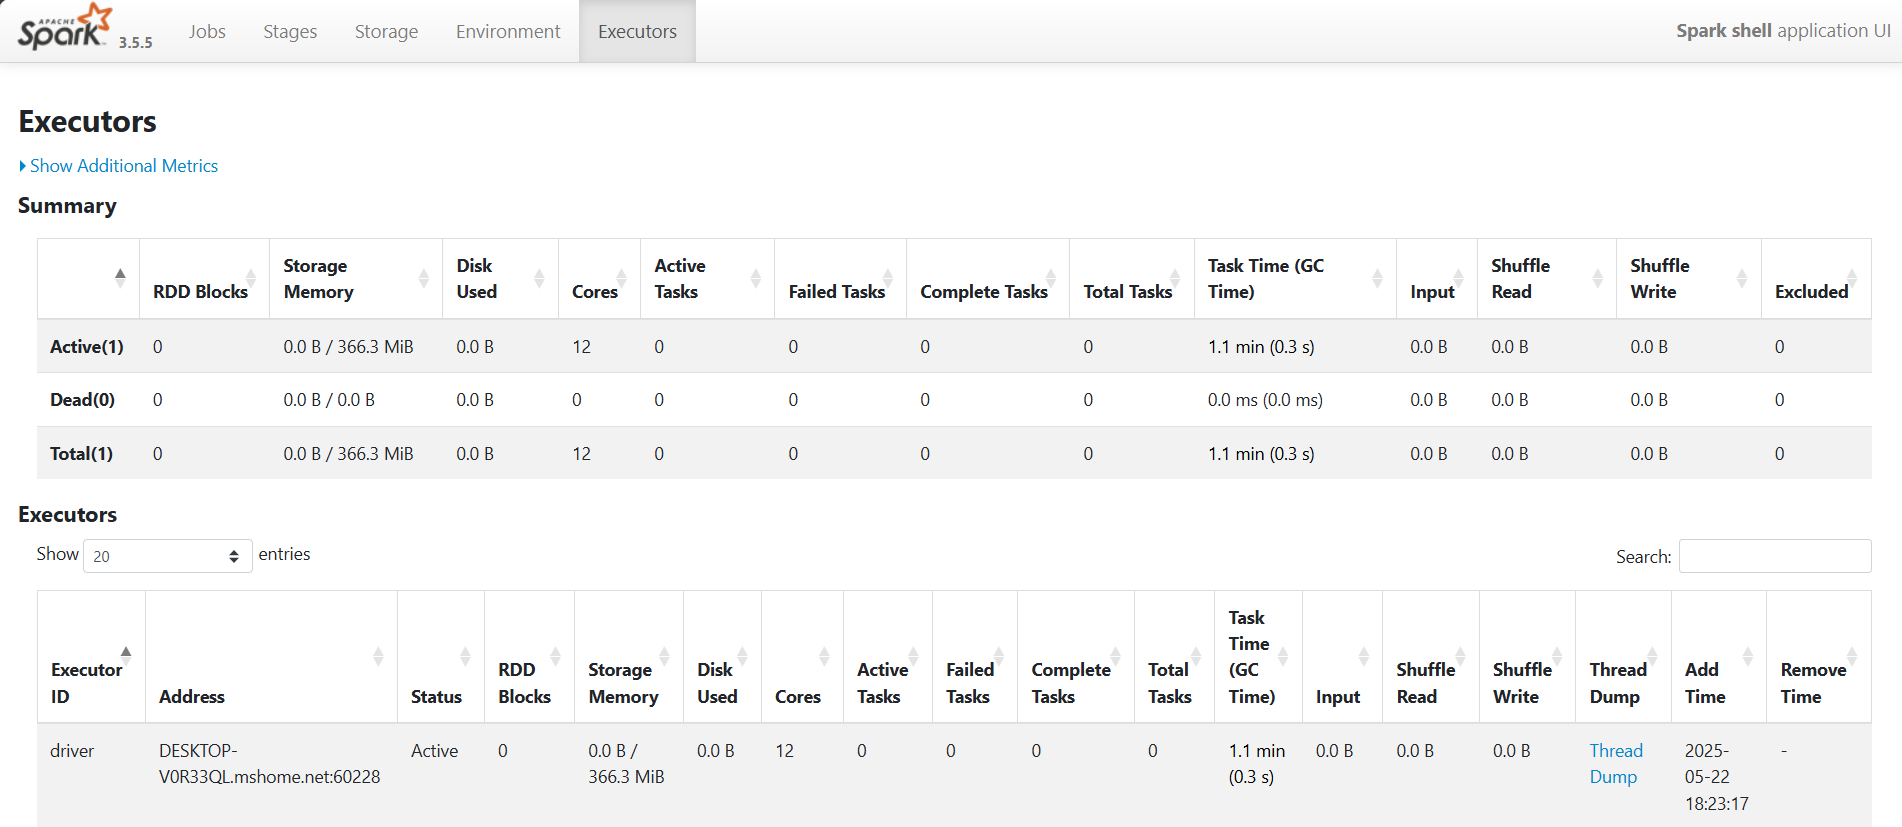 APACHE
Spark 3.5.5 Jobs Stages Storage Environment Executors Spark shell application UI
Executors
Show Additional Metrics
Summary
RDD Blocks Storage Memory Disk Used Cores Active Tasks Failed Tasks Complete Tasks Total Tasks Task Time (GC Time) Input Shuffle Read Shuffle Write Excluded
Active(1) 0 0.0 B / 366.3 MiB 0.0 B 12 0 0 0 0 1.1 min (0.3 s) 0.0 B 0.0 B 0.0 B 0
Dead(0) 0 0.0 B / 0.0 B 0.0 B 0 0 0 0 0 0.0 ms (0.0 ms) 0.0 B 0.0 B 0.0 B 0
Total(1) 0 0.0 B / 366.3 MiB 0.0 B 12 0 0 0 0 1.1 min (0.3 s) 0.0 B 0.0 B 0.0 B 0
Executors
Show 20 entries Search:
Executor ID Address Status RDD Blocks Storage Memory Disk Used Cores Active Tasks Failed Tasks Complete Tasks Total Tasks Task Time (GC Time) Input Shuffle Read Shuffle Write Thread Dump Add Time Remove Time
driver DESKTOP-V0R33QL.mshome.net:60228 Active 0 0.0 B / 366.3 MiB 0.0 B 12 0 0 0 0 1.1 min (0.3 s) 0.0 B 0.0 B 0.0 B Thread Dump 2025-05-22 18:23:17 -